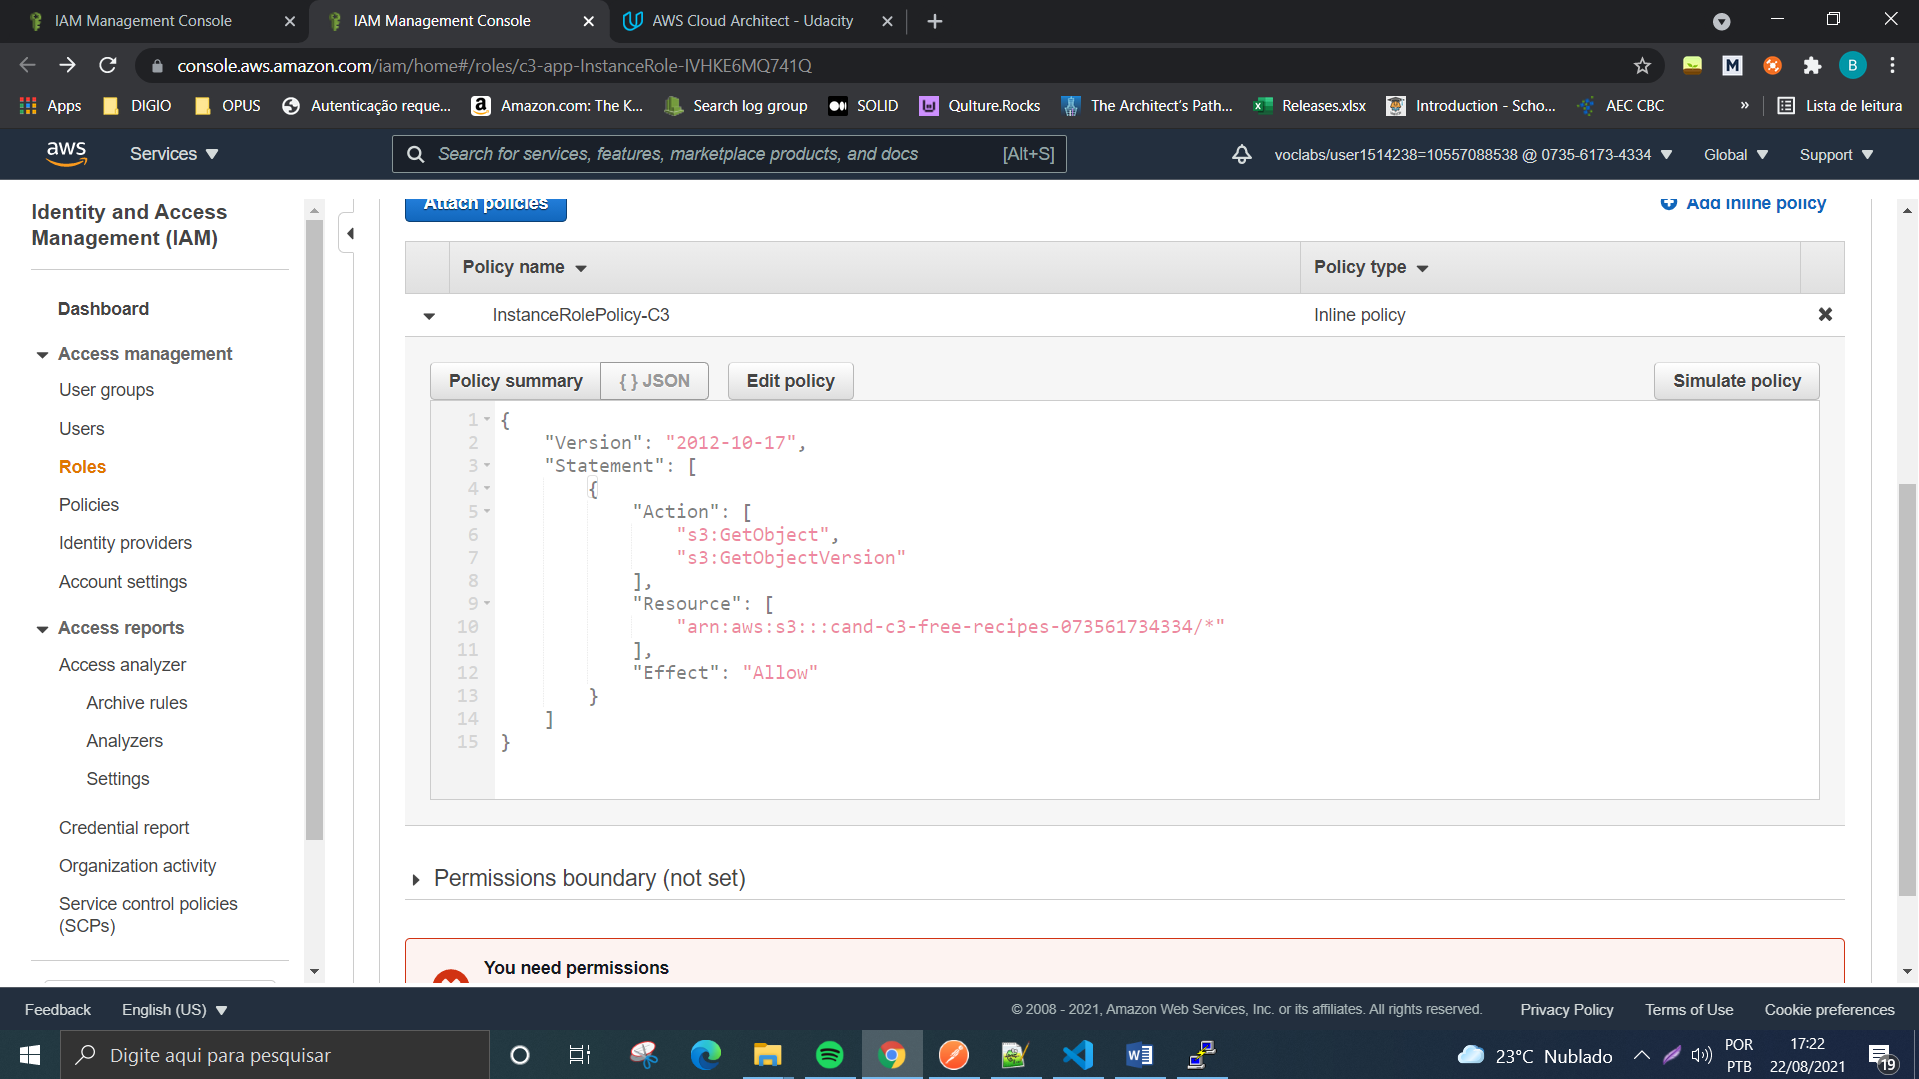 IAM Management Console
IAM Management Console
AWS Cloud Architect - Udacity
console.aws.amazon.com/iam/home#/roles/c3-app-InstanceRole-IVHKE6MQ741Q
M
B
Apps
DIGIO
OPUS
Autenticação reque...
a
Amazon.com: The K...
Search log group
SOLID
Qulture.Rocks
The Architect's Path...
Releases.xlsx
Introduction - Scho...
AEC CBC
»
Lista de leitura
aws
Services
Search for services, features, marketplace products, and docs
[Alt+S]
voclabs/user1514238=10557088538 @ 0735-6173-4334
Global
Support
Identity and Access
Management (IAM)
Dashboard
Access management
User groups
Users
Roles
Policies
Identity providers
Account settings
Access reports
Access analyzer
Archive rules
Analyzers
Settings
Credential report
Organization activity
Service control policies
(SCPs)
Attach policies
Add inline policy
Policy name
Policy type
InstanceRolePolicy-C3
Inline policy
Policy summary
{ } JSON
Edit policy
Simulate policy
1 {
2 "Version": "2012-10-17",
3 "Statement": [
4 {
5 "Action": [
6 "s3:GetObject",
7 "s3:GetObjectVersion"
8 ],
9 "Resource": [
10 "arn:aws:s3:::cand-c3-free-recipes-073561734334/*"
11 ],
12 "Effect": "Allow"
13 }
14 ]
15 }
Permissions boundary (not set)
You need permissions
Feedback
English (US)
© 2008 - 2021, Amazon Web Services, Inc. or its affiliates. All rights reserved.
Privacy Policy
Terms of Use
Cookie preferences
Digite aqui para pesquisar
23°C Nublado
POR
PTB
17:22
22/08/2021
19